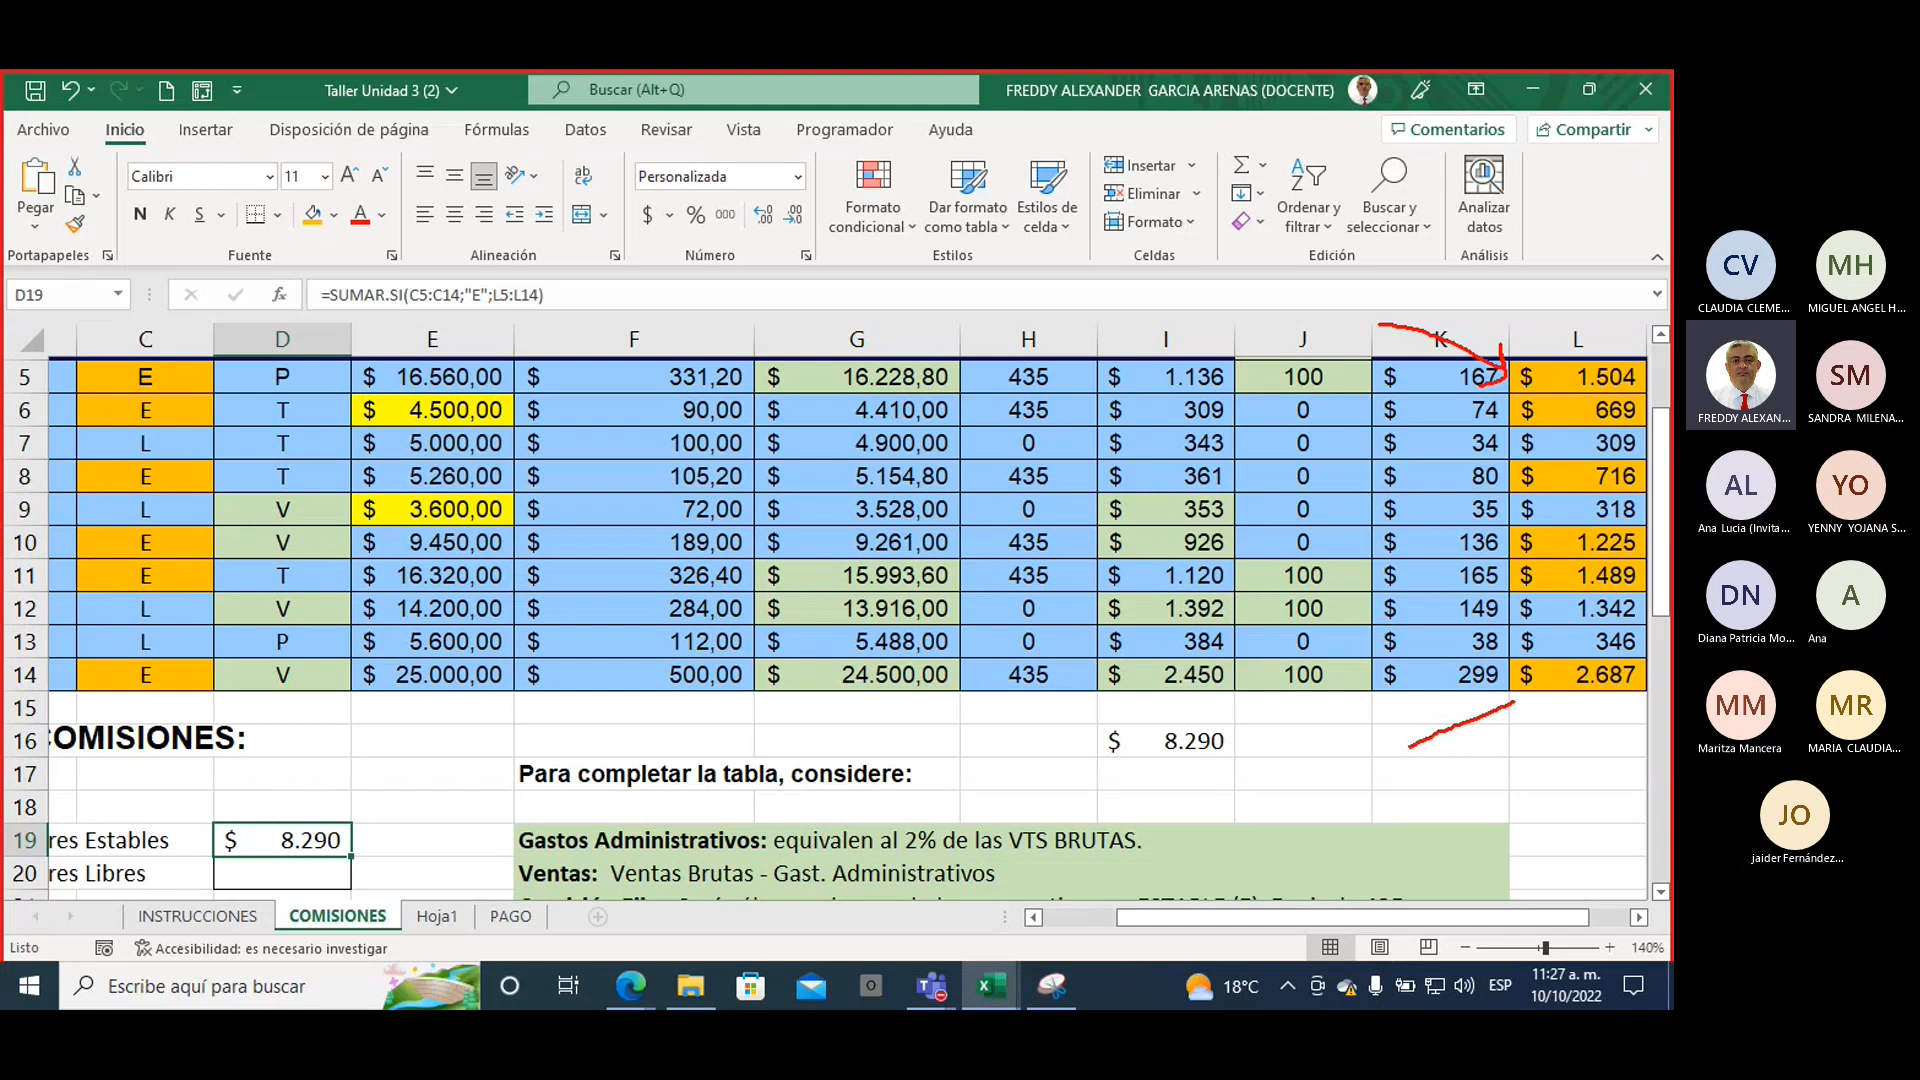 Taller Unidad 3 (2)
Buscar (Alt+Q)
FREDDY ALEXANDER GARCIA ARENAS (DOCENTE)
Archivo Inicio Insertar Disposición de página Fórmulas Datos Revisar Vista Programador Ayuda
Comentarios Compartir
Pegar
Calibri 11
N K S
ab
Personalizada
$ % 000
Formato condicional
Dar formato como tabla
Estilos de celda
Insertar
Eliminar
Formato
Ordenar y filtrar
Buscar y seleccionar
Analizar datos
Portapapeles Fuente Alineación Número Estilos Celdas Edición Análisis
D19 fx =SUMAR.SI(C5:C14;"E";L5:L14)
C D E F G H I J K L
5 E P $ 16.560,00 $ 331,20 $ 16.228,80 435 $ 1.136 100 $ 167 $ 1.504
6 E T $ 4.500,00 $ 90,00 $ 4.410,00 435 $ 309 0 $ 74 $ 669
7 L T $ 5.000,00 $ 100,00 $ 4.900,00 0 $ 343 0 $ 34 $ 309
8 E T $ 5.260,00 $ 105,20 $ 5.154,80 435 $ 361 0 $ 80 $ 716
9 L V $ 3.600,00 $ 72,00 $ 3.528,00 0 $ 353 0 $ 35 $ 318
10 E V $ 9.450,00 $ 189,00 $ 9.261,00 435 $ 926 0 $ 136 $ 1.225
11 E T $ 16.320,00 $ 326,40 $ 15.993,60 435 $ 1.120 100 $ 165 $ 1.489
12 L V $ 14.200,00 $ 284,00 $ 13.916,00 0 $ 1.392 100 $ 149 $ 1.342
13 L P $ 5.600,00 $ 112,00 $ 5.488,00 0 $ 384 0 $ 38 $ 346
14 E V $ 25.000,00 $ 500,00 $ 24.500,00 435 $ 2.450 100 $ 299 $ 2.687
15
16 OMISIONES: $ 8.290
17 Para completar la tabla, considere:
18
19 res Estables $ 8.290 Gastos Administrativos: equivalen al 2% de las VTS BRUTAS.
20 res Libres Ventas: Ventas Brutas - Gast. Administrativos
INSTRUCCIONES COMISIONES Hoja1 PAGO
Listo Accesibilidad: es necesario investigar 140%
Escribe aquí para buscar
18°C ESP 11:27 a. m.
10/10/2022
CV
CLAUDIA CLEME...
MH
MIGUEL ANGEL H...
FREDDY ALEXAN...
SM
SANDRA MILENA...
AL
Ana Lucia (Invita...
YO
YENNY YOJANA S...
DN
Diana Patricia Mo...
A
Ana
MM
Maritza Mancera
MR
MARIA CLAUDIA...
JO
jaider Fernández...